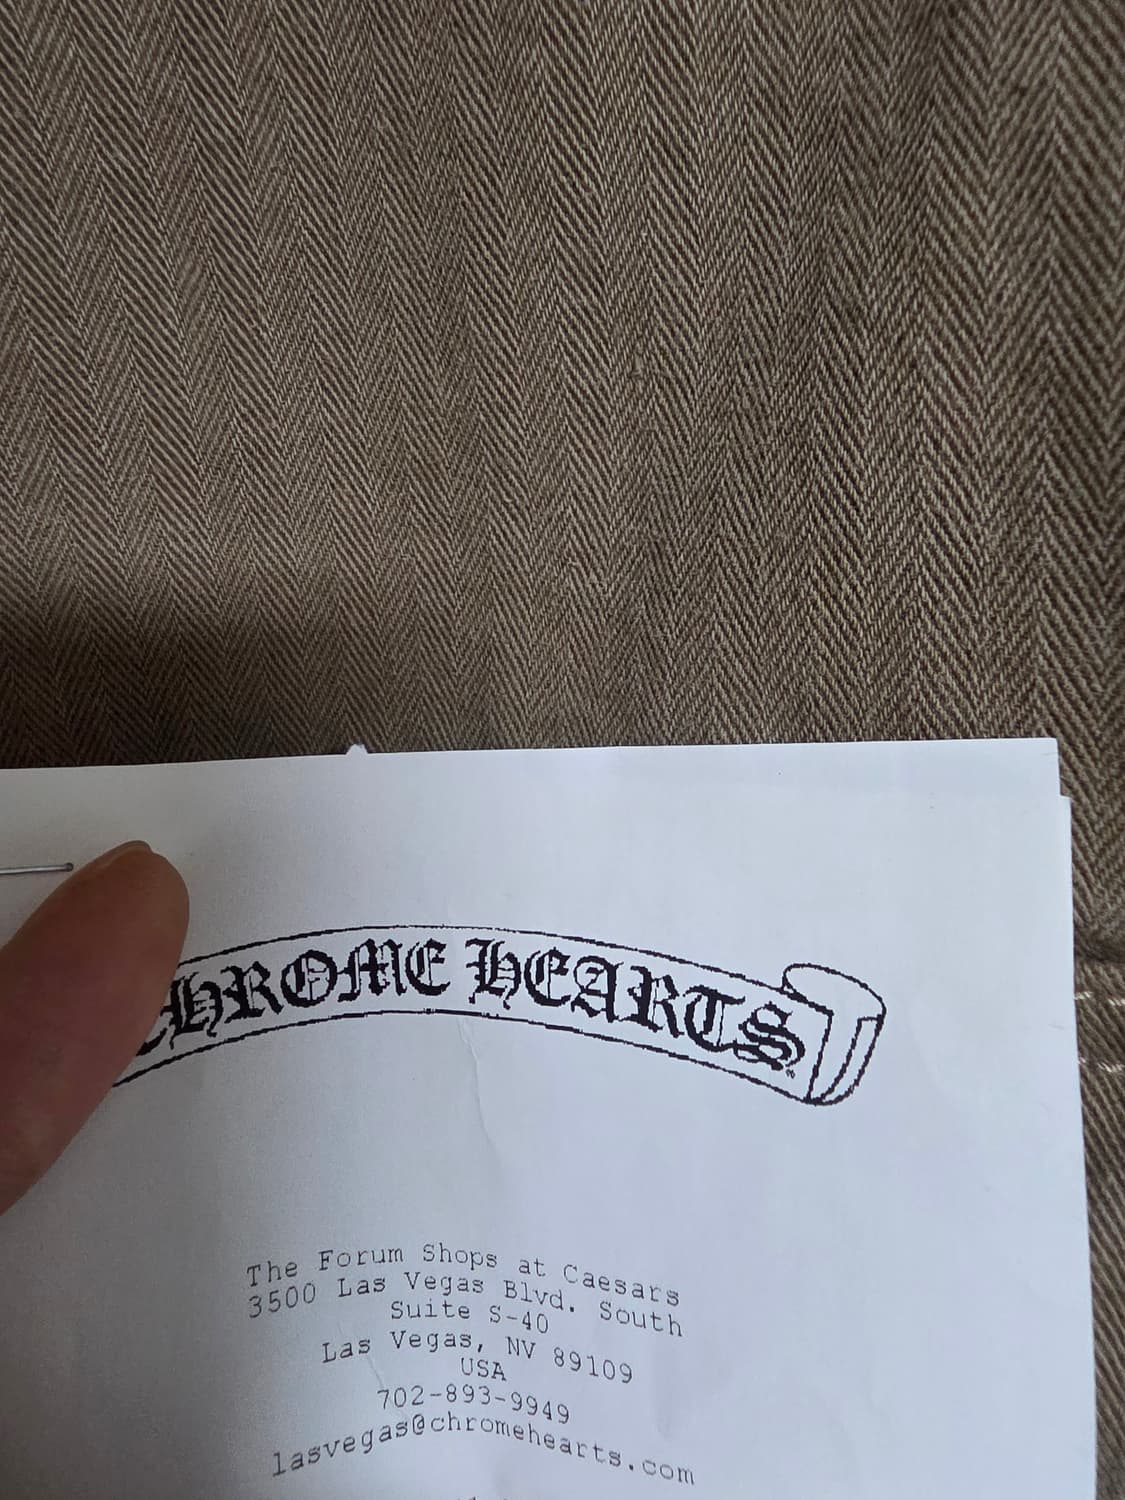 CHROME HEARTS
The Forum Shops at Caesars
3500 Las Vegas Blvd. South
Suite S-40
Las Vegas, NV 89109
USA
702-893-9949
lasvegas@chromehearts.com